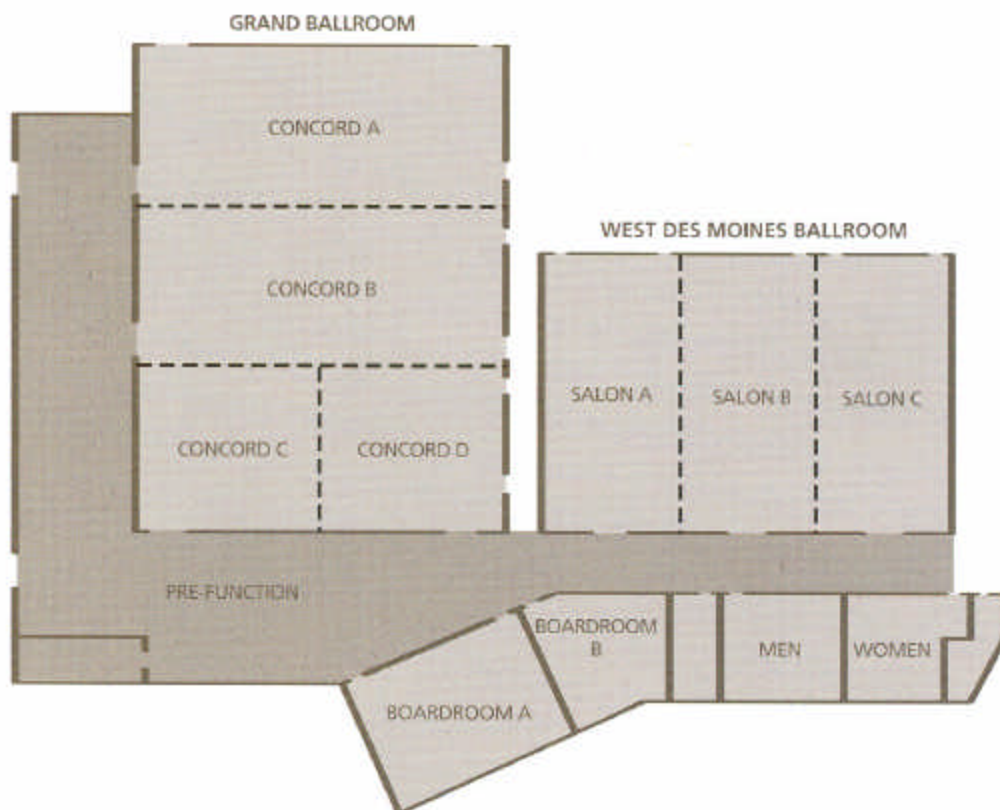 GRAND BALLROOM
CONCORD A
WEST DES MOINES BALLROOM
CONCORD B
SALON A
SALON B
SALON C
CONCORD C
CONCORD D
PRE-FUNCTION
BOARDROOM
B
MEN
WOMEN
BOARDROOM A